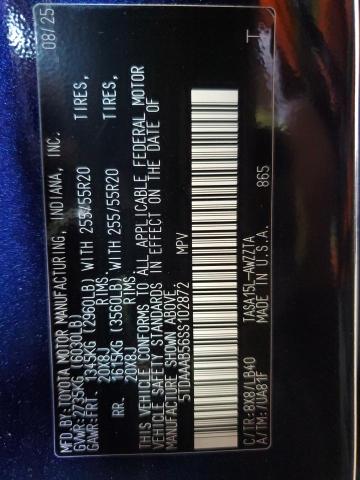 MFD.BY:TOYOTA MOTOR MANUFACTURING, INDIANA, INC. 08/25
GVWR:2735KG (6030LB)
GAWR:FRT. 1345KG (2960LB) WITH 255/55R20 TIRES,
20X8J RIMS,
RR. 1615KG (3560LB) WITH 255/55R20 TIRES,
20X8J RIMS.
THIS VEHICLE CONFORMS TO ALL APPLICABLE FEDERAL MOTOR
VEHICLE SAFETY STANDARDS IN EFFECT ON THE DATE OF
MANUFACTURE SHOWN ABOVE.
5TDAAAB56SS102872 MPV
C/TR:8X8/LB40 TASA15L-AWZZTA 865 T
A/TM:/UA81F MADE IN U.S.A.